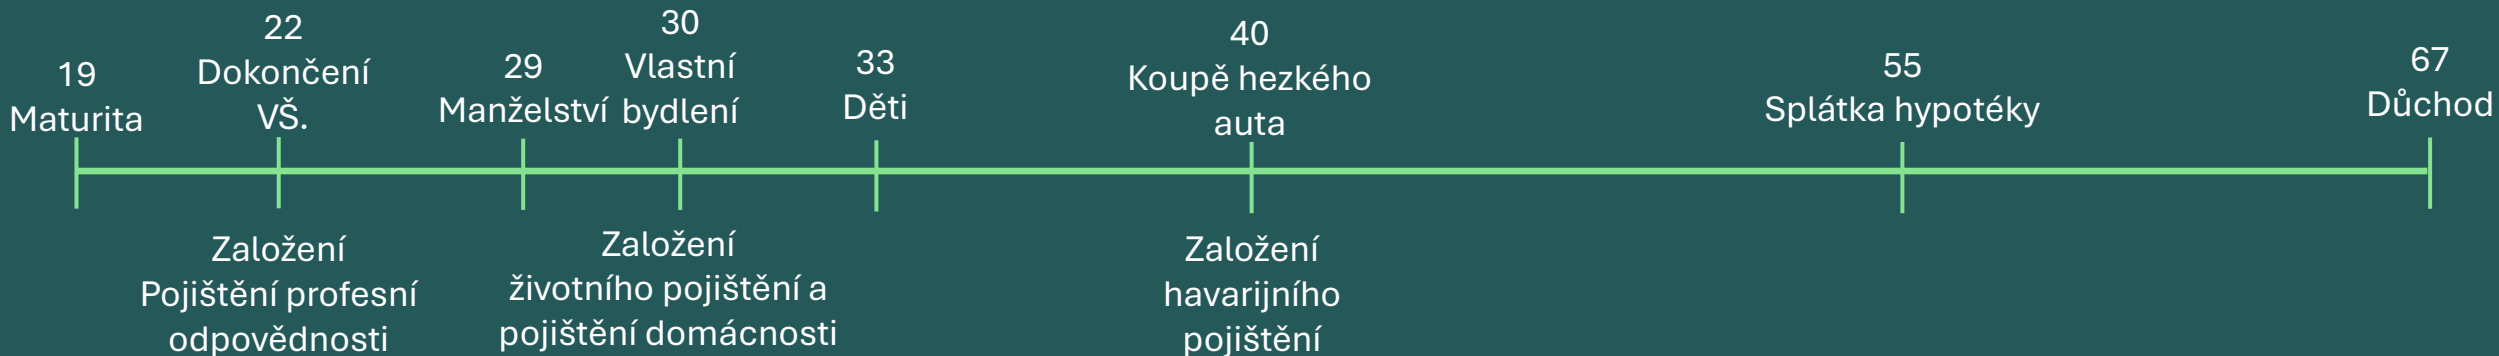 19
Maturita
22
Dokončení
VŠ.
29
Manželství
30
Vlastní
bydlení
33
Děti
40
Koupě hezkého
auta
55
Splátka hypotéky
67
Důchod
Založení
Pojištění profesní
odpovědnosti
Založení
životního pojištění a
pojištění domácnosti
Založení
havarijního
pojištění